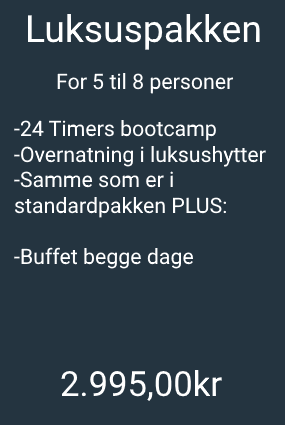 Luksuspakken
For 5 til 8 personer
-24 Timers bootcamp
-Overnatning i luksushytter
-Samme som er i
standardpakken PLUS:
-Buffet begge dage
2.995,00kr